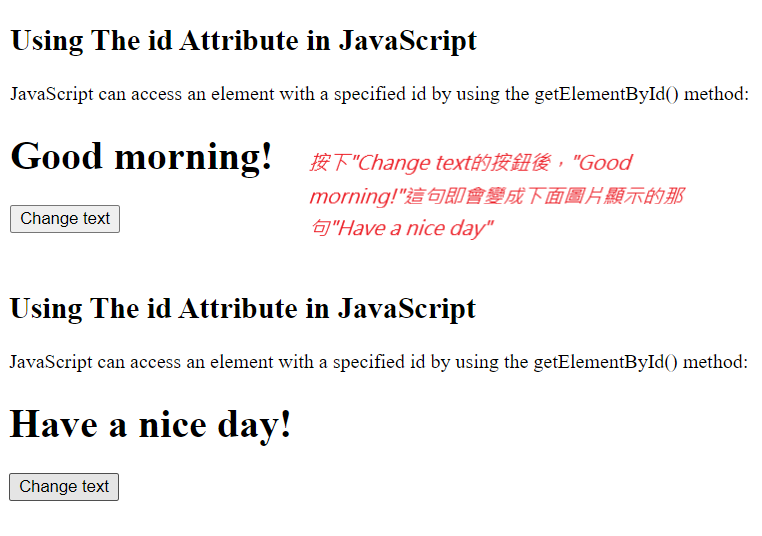 Using The id Attribute in JavaScript
JavaScript can access an element with a specified id by using the getElementById() method:
Good morning!
按下"Change text的按鈕後，"Good
morning!"這句即會變成下面圖片顯示的那
句"Have a nice day"
Change text
Using The id Attribute in JavaScript
JavaScript can access an element with a specified id by using the getElementById() method:
Have a nice day!
Change text